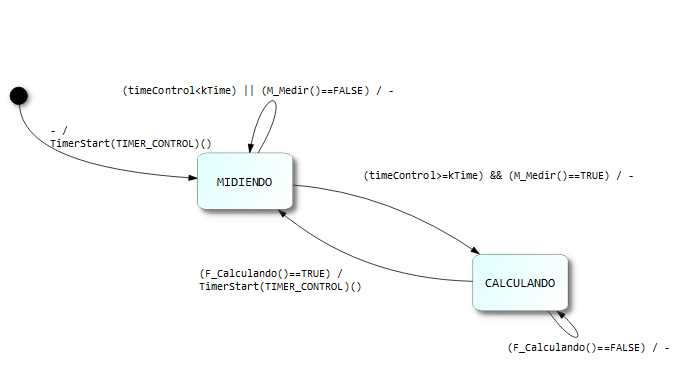 (timeControl<kTime) || (M_Medir()==FALSE) / -
- /
TimerStart(TIMER_CONTROL)()
MIDIENDO
(timeControl>=kTime) && (M_Medir()==TRUE) / -
(F_Calculando()==TRUE) /
TimerStart(TIMER_CONTROL)()
CALCULANDO
(F_Calculando()==FALSE) / -